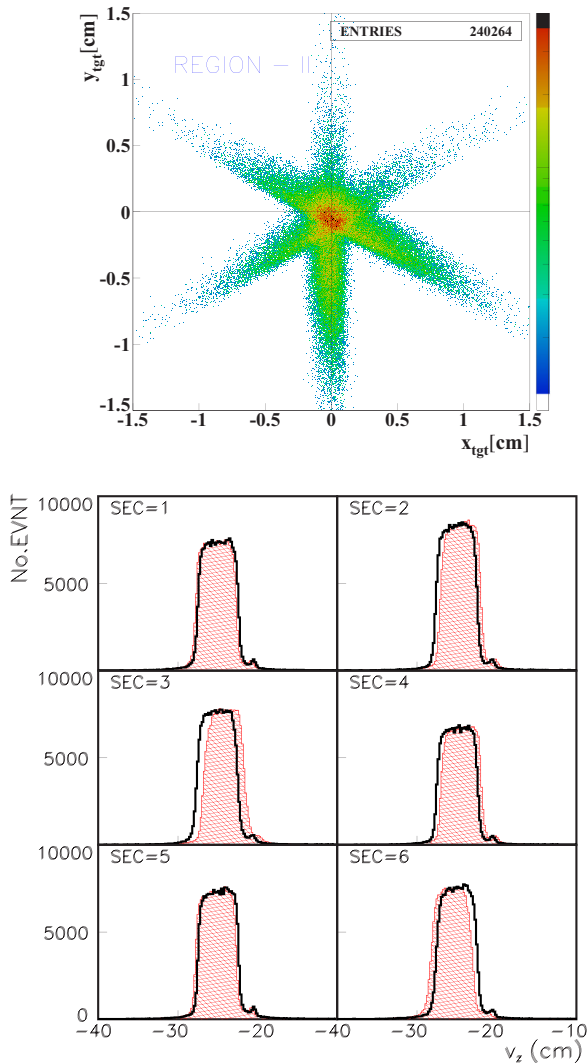 ENTRIES 240264
REGION – II
y_tgt[cm]
1.5
1
0.5
0
-0.5
-1
-1.5
-1.5 -1 -0.5 0 0.5 1 1.5
x_tgt[cm]
No.EVNT
10000 SEC=1 SEC=2
5000
10000 SEC=3 SEC=4
5000
10000 SEC=5 SEC=6
5000
0
−40 −30 −20 −40 −30 −20 −10
v_z (cm)